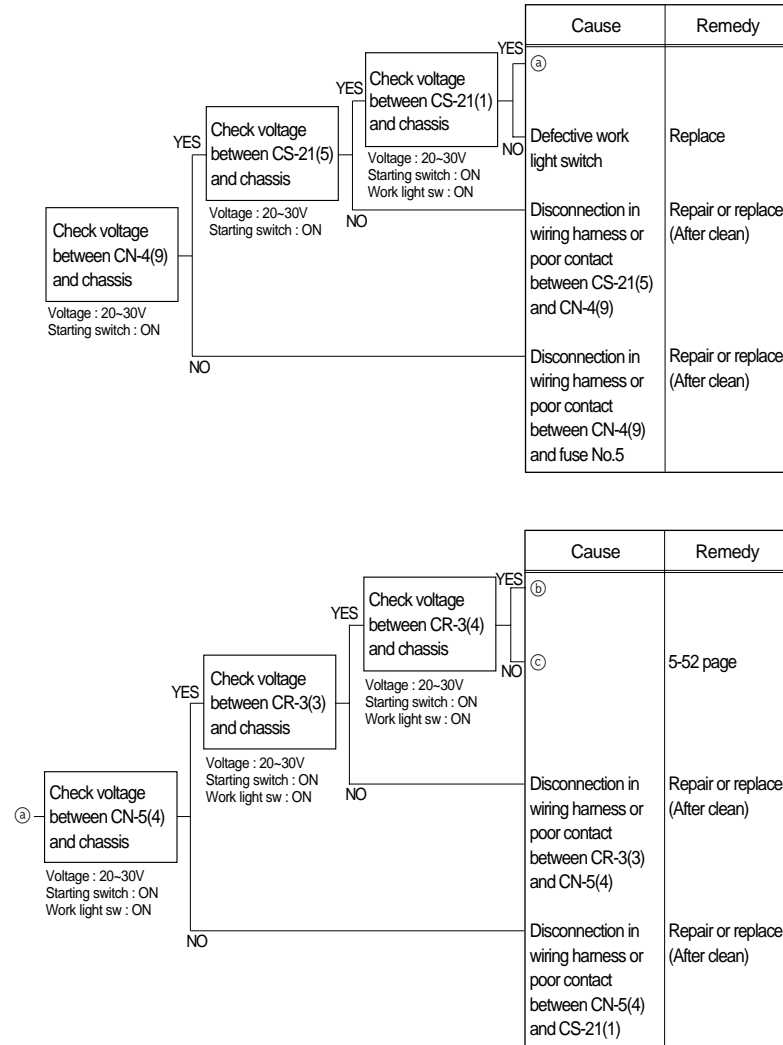 Cause Remedy
YES
ⓐ
YES
Check voltage
between CS-21(1)
and chassis
Voltage : 20~30V
Starting switch : ON
Work light sw : ON
NO
Defective work
light switch
Replace
YES
Check voltage
between CS-21(5)
and chassis
Voltage : 20~30V
Starting switch : ON
NO
Disconnection in
wiring harness or
poor contact
between CS-21(5)
and CN-4(9)
Repair or replace
(After clean)
Check voltage
between CN-4(9)
and chassis
Voltage : 20~30V
Starting switch : ON
NO
Disconnection in
wiring harness or
poor contact
between CN-4(9)
and fuse No.5
Repair or replace
(After clean)
Cause Remedy
YES
ⓑ
YES
Check voltage
between CR-3(4)
and chassis
Voltage : 20~30V
Starting switch : ON
Work light sw : ON
NO
ⓒ
5-52 page
YES
Check voltage
between CR-3(3)
and chassis
Voltage : 20~30V
Starting switch : ON
Work light sw : ON
NO
Disconnection in
wiring harness or
poor contact
between CR-3(3)
and CN-5(4)
Repair or replace
(After clean)
ⓐ
Check voltage
between CN-5(4)
and chassis
Voltage : 20~30V
Starting switch : ON
Work light sw : ON
NO
Disconnection in
wiring harness or
poor contact
between CN-5(4)
and CS-21(1)
Repair or replace
(After clean)